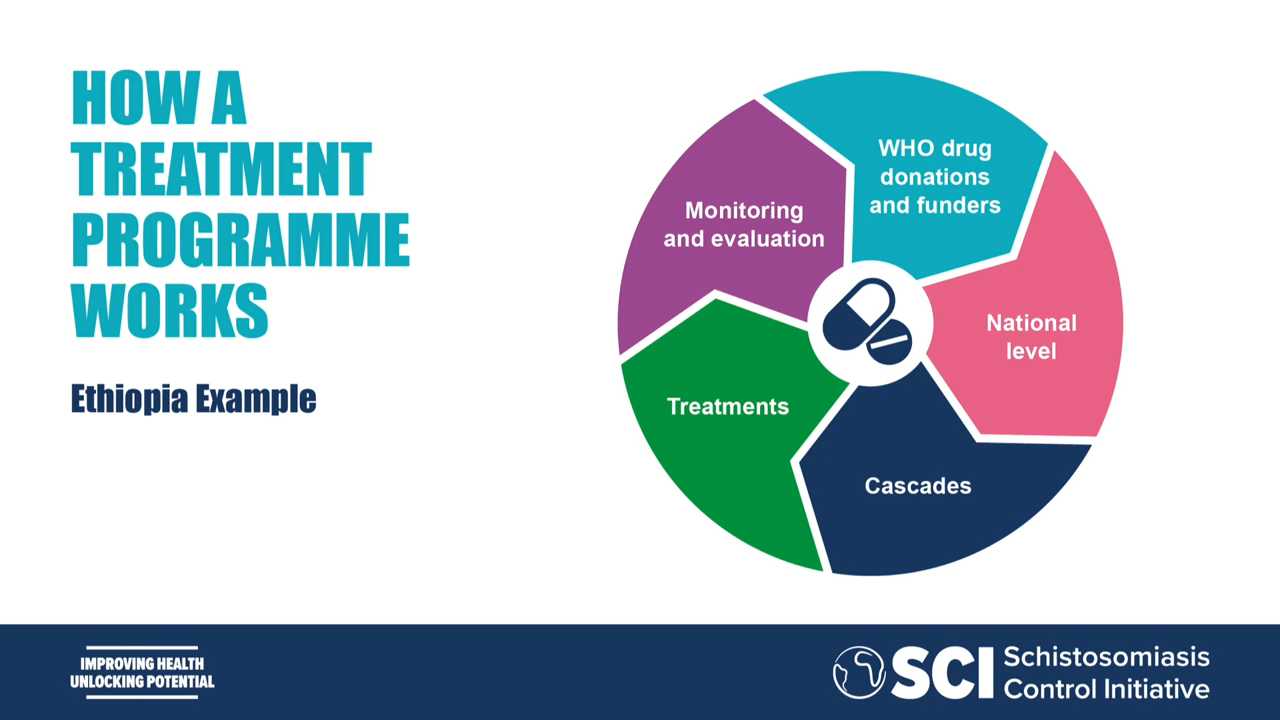 HOW A
TREATMENT
PROGRAMME
WORKS
Ethiopia Example
WHO drug
donations
and funders
National
level
Cascades
Treatments
Monitoring
and evaluation
IMPROVING HEALTH
UNLOCKING POTENTIAL
SCI
Schistosomiasis
Control Initiative